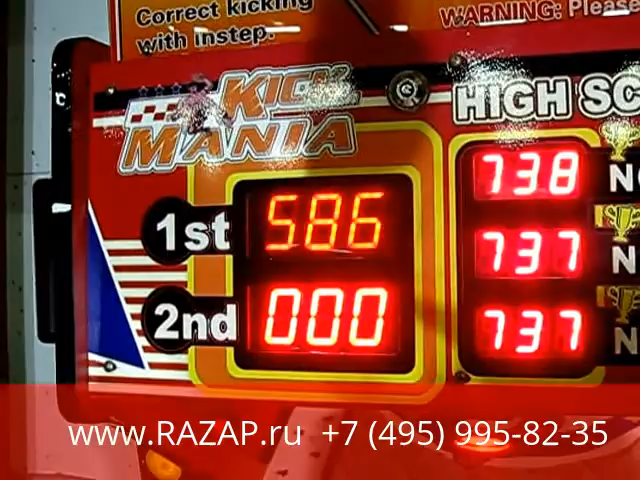 Correct kicking
with instep.
WARNING: Please
KICK
MANIA
HIGH SC
1st 586
2nd 000
738 N
737 N
737 N
www.RAZAP.ru +7 (495) 995-82-35